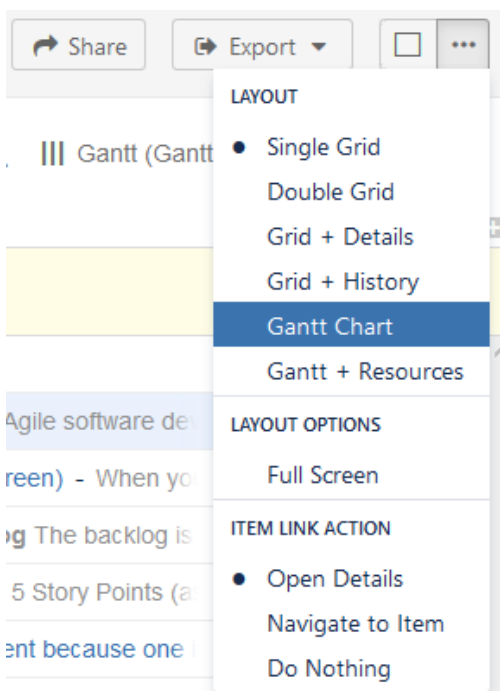 Share
Export
LAYOUT
||| Gantt (Gantt
Single Grid
Double Grid
Grid + Details
Grid + History
Gantt Chart
Gantt + Resources
Agile software de
LAYOUT OPTIONS
reen) - When yo
Full Screen
og The backlog is
ITEM LINK ACTION
5 Story Points (a
Open Details
Navigate to Item
ent because one
Do Nothing